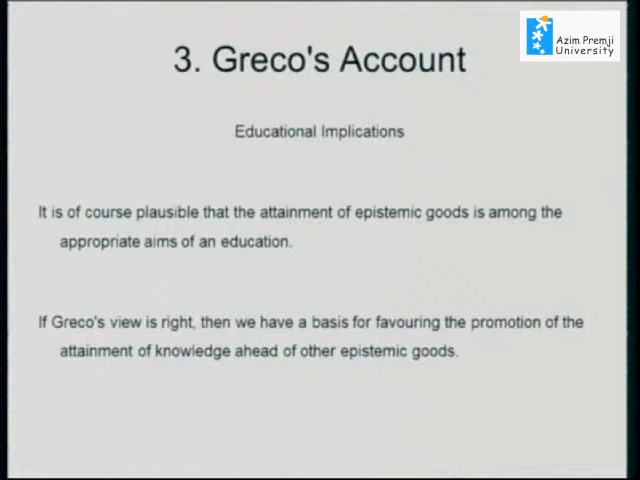 Azim Premji
University
3. Greco's Account
Educational Implications
It is of course plausible that the attainment of epistemic goods is among the
appropriate aims of an education.
If Greco's view is right, then we have a basis for favouring the promotion of the
attainment of knowledge ahead of other epistemic goods.